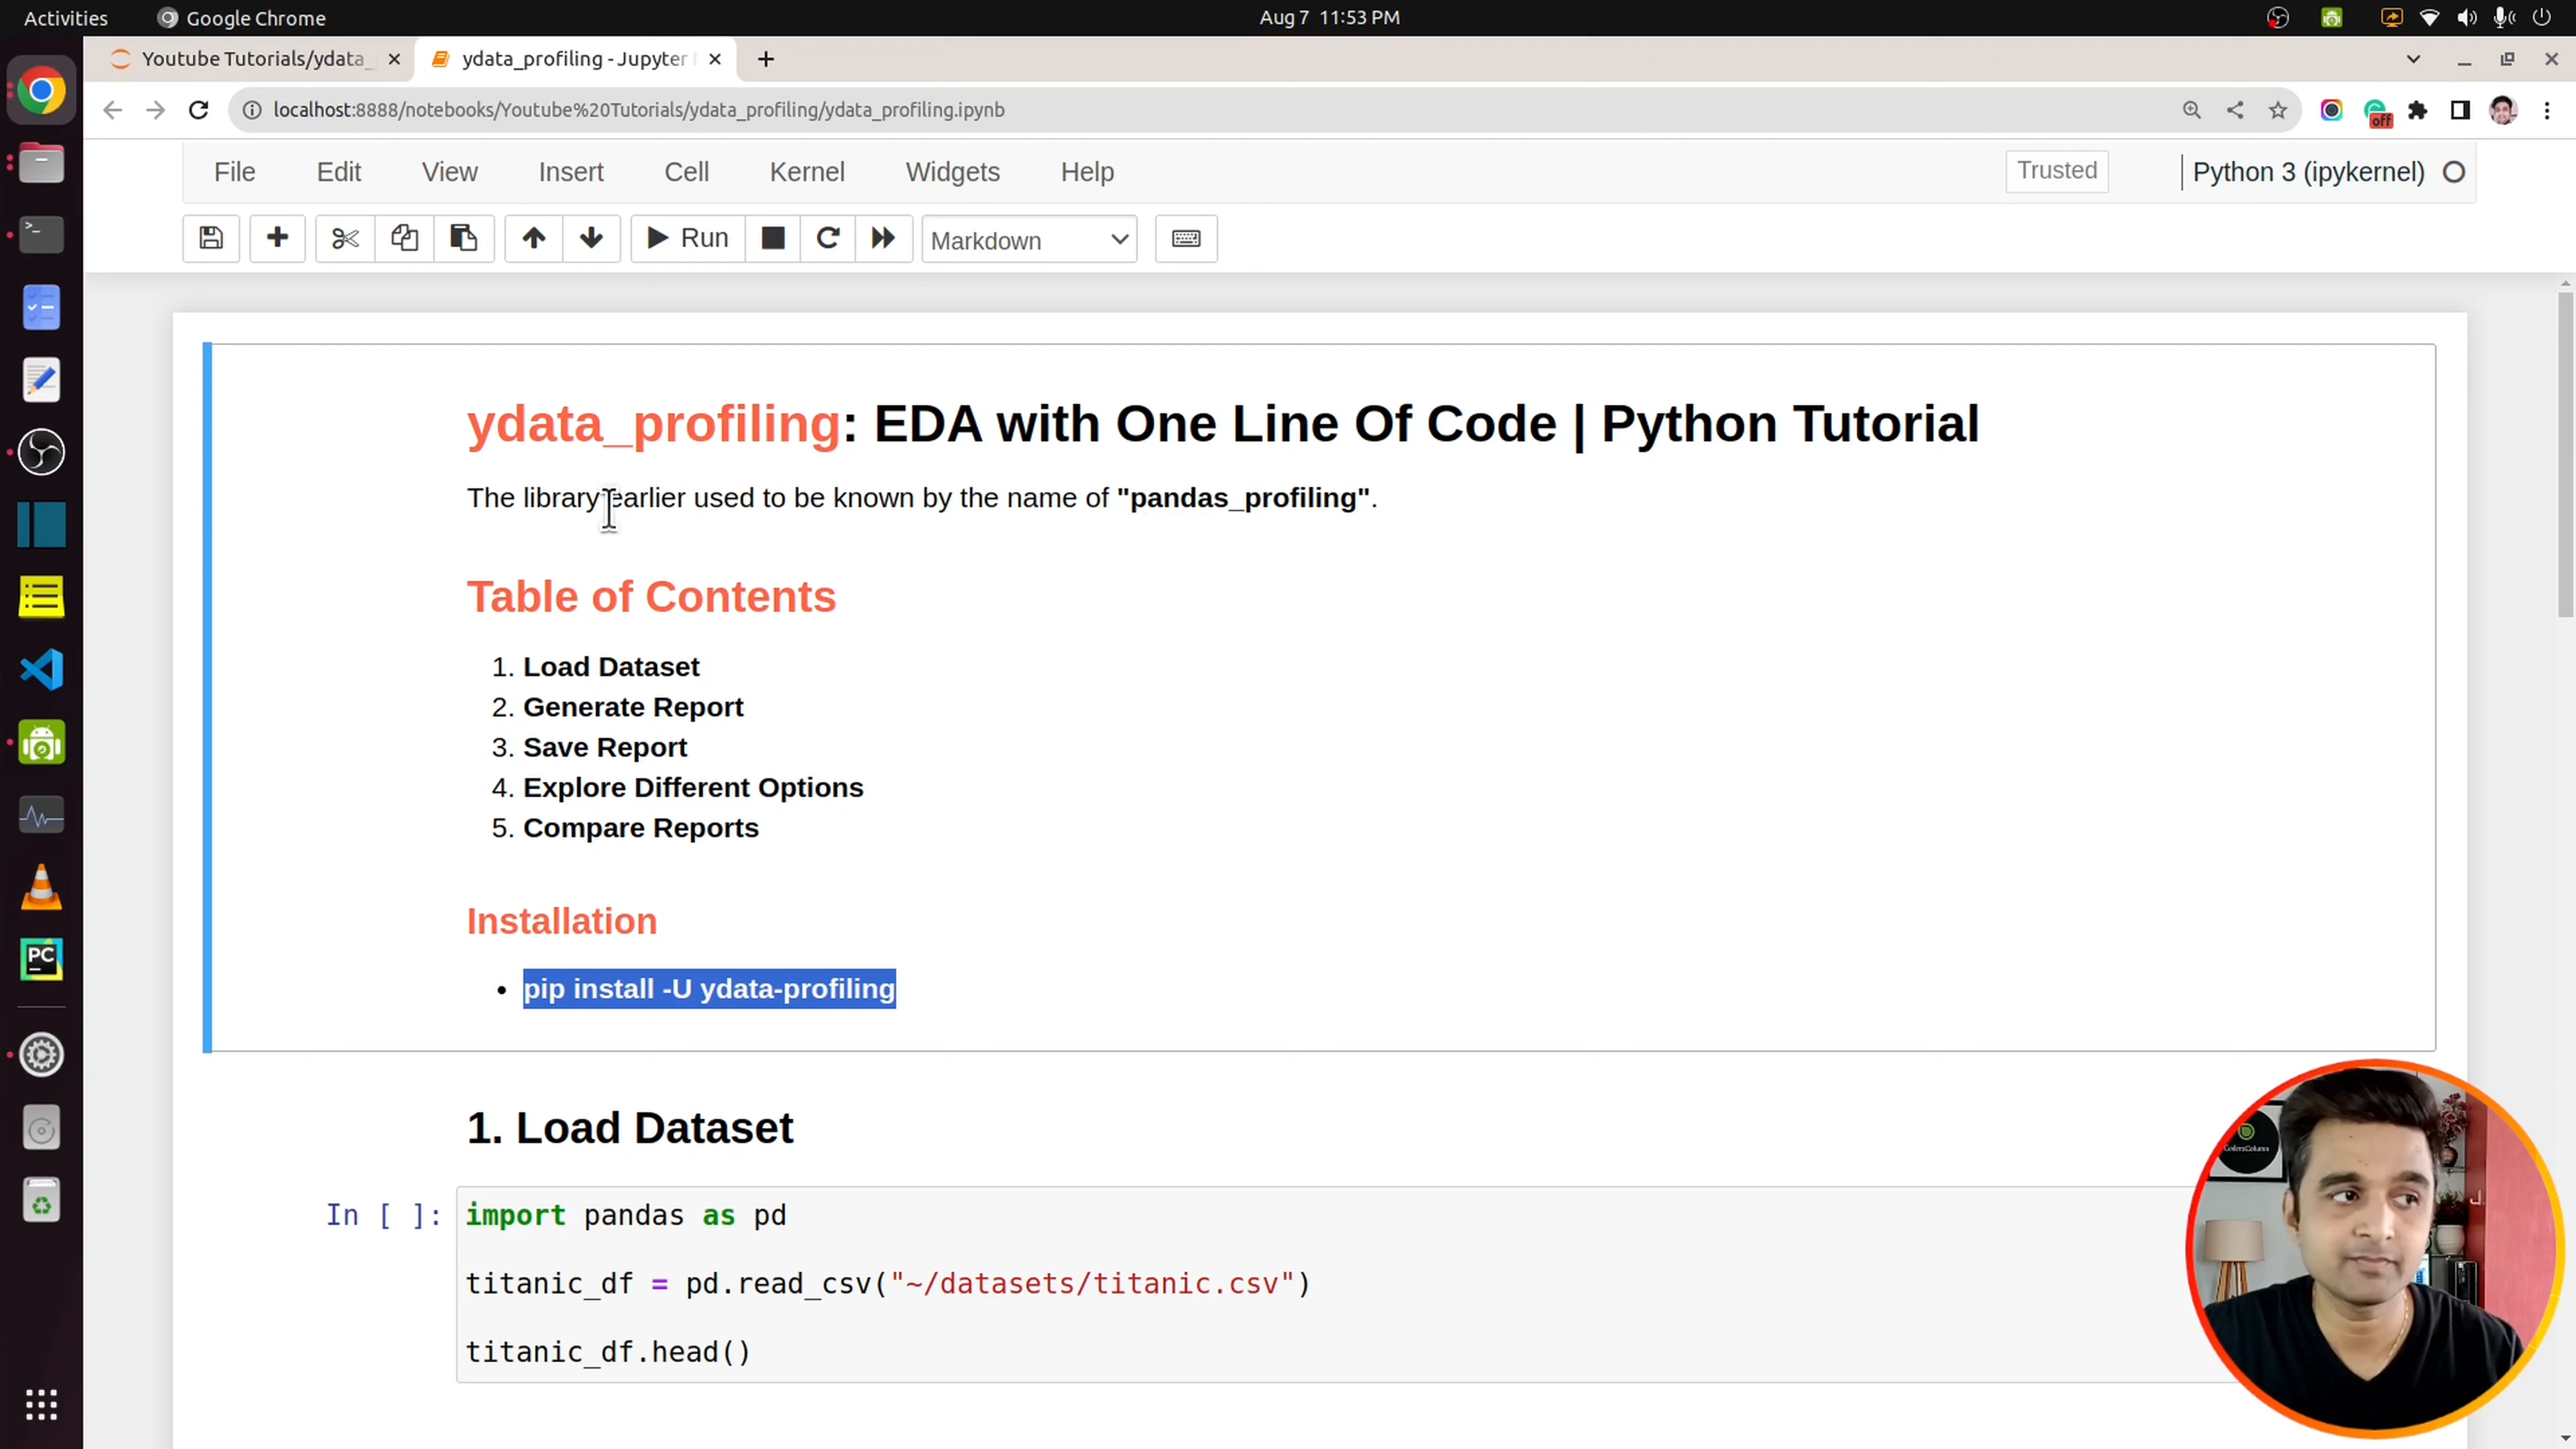 Activities
Google Chrome
Aug 7 11:53 PM
Youtube Tutorials/ydata_
ydata_profiling - Jupyter
localhost:8888/notebooks/Youtube%20Tutorials/ydata_profiling/ydata_profiling.ipynb
off
File Edit View Insert Cell Kernel Widgets Help
Trusted
Python 3 (ipykernel)
Run
Markdown
ydata_profiling: EDA with One Line Of Code | Python Tutorial
The library earlier used to be known by the name of "pandas_profiling".
Table of Contents
1. Load Dataset
2. Generate Report
3. Save Report
4. Explore Different Options
5. Compare Reports
Installation
• pip install -U ydata-profiling
1. Load Dataset
In [ ]:
import pandas as pd
titanic_df = pd.read_csv("~/datasets/titanic.csv")
titanic_df.head()
PC
CoderzColumn